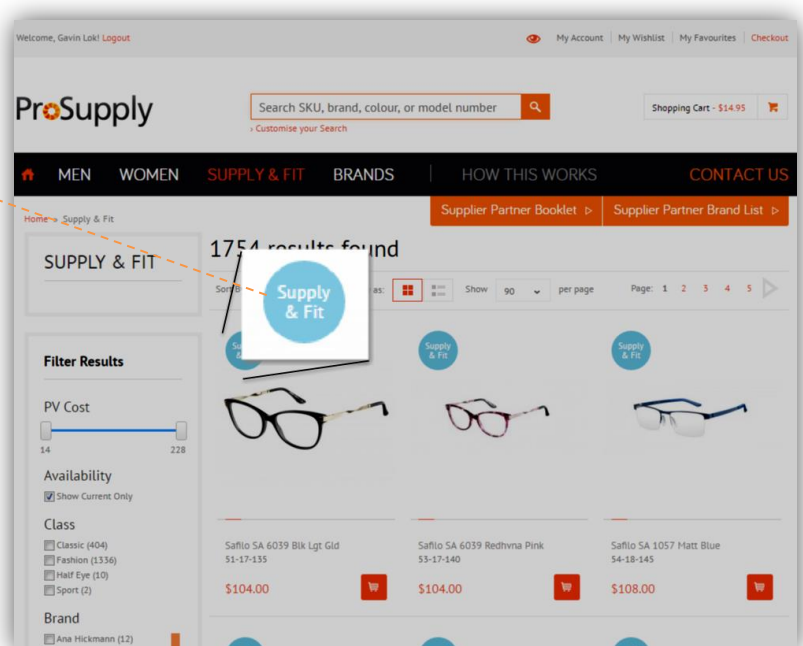 Welcome, Gavin Lok! Logout
My Account My Wishlist My Favourites Checkout
ProSupply
Search SKU, brand, colour, or model number
› Customise your Search
Shopping Cart - $14.95
MEN WOMEN SUPPLY & FIT BRANDS HOW THIS WORKS CONTACT US
Home » Supply & Fit
Supplier Partner Booklet Supplier Partner Brand List
SUPPLY & FIT
1754 results found
as: Show 90 per page Page: 1 2 3 4 5
Supply
& Fit
Supply
& Fit
Supply
& Fit
Filter Results
PV Cost
14 228
Availability
Show Current Only
Class
Classic (404)
Fashion (1336)
Half Eye (10)
Sport (2)
Brand
Ana Hickmann (12)
Safilo SA 6039 Blk Lgt Gld
51-17-135
$104.00
Safilo SA 6039 Redhvna Pink
53-17-140
$104.00
Safilo SA 1057 Matt Blue
54-18-145
$108.00